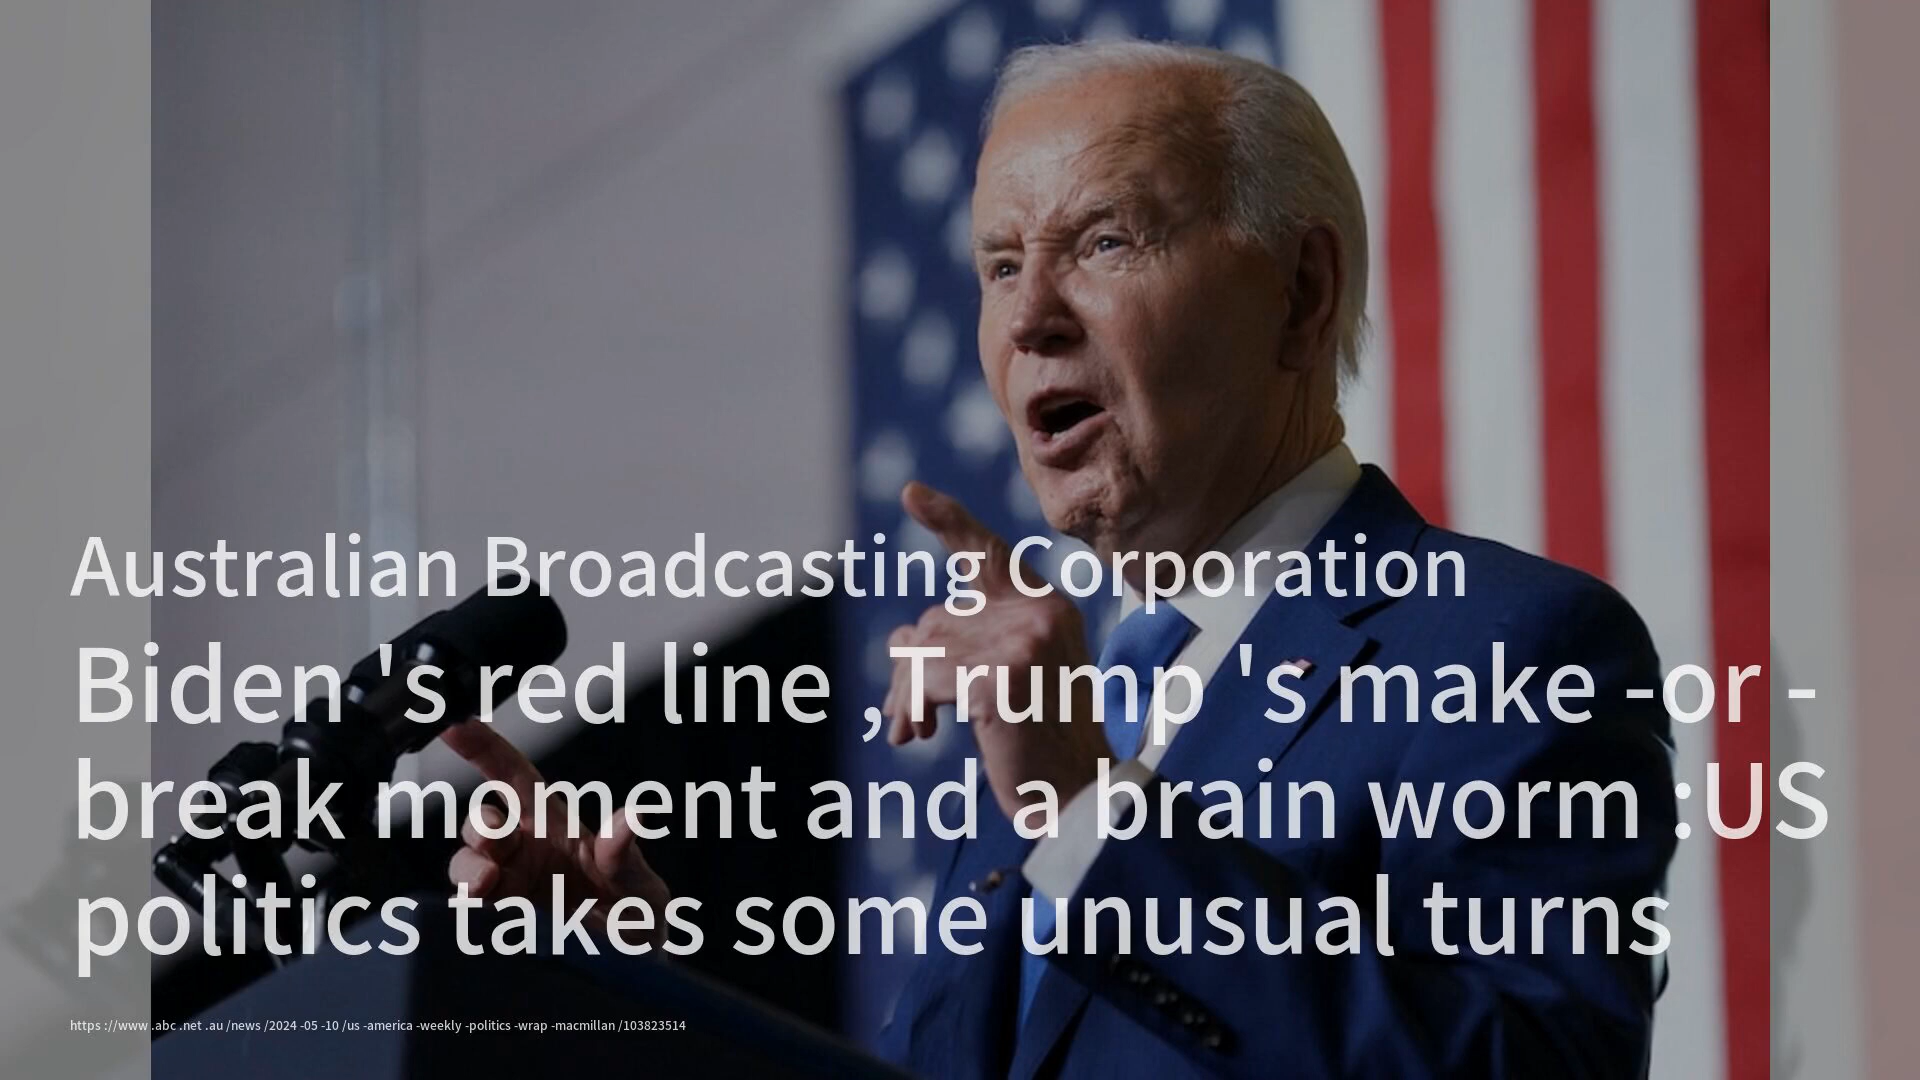 Australian Broadcasting Corporation
Biden 's red line ,Trump 's make -or -
break moment and a brain worm :US
politics takes some unusual turns
https ://www .abc .net .au /news /2024 -05 -10 /us -america -weekly -politics -wrap -macmillan /103823514